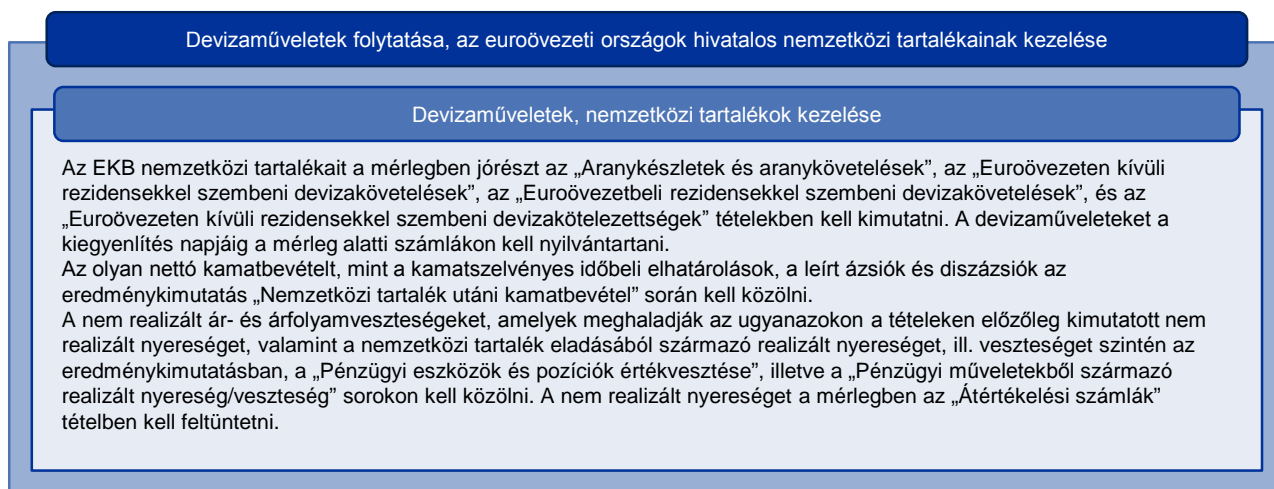 Devizaműveletek folytatása, az euroövezeti országok hivatalos nemzetközi tartalékainak kezelése
Devizaműveletek, nemzetközi tartalékok kezelése
Az EKB nemzetközi tartalékait a mérlegben jórészt az „Aranykészletek és aranykövetelések”, az „Euroövezeten kívüli
rezidensekkel szembeni devizakövetelések”, az „Euroövezetbeli rezidensekkel szembeni devizakövetelések”, és az
„Euroövezeten kívüli rezidensekkel szembeni devizakötelezettségek” tételekben kell kimutatni. A devizaműveleteket a
kiegyenlítés napjáig a mérleg alatti számlákon kell nyilvántartani.
Az olyan nettó kamatbevételt, mint a kamatszelvényes időbeli elhatárolások, a leírt ázsiók és diszázsiók az
eredménykimutatás „Nemzetközi tartalék utáni kamatbevétel” során kell közölni.
A nem realizált ár- és árfolyamveszteségeket, amelyek meghaladják az ugyanazokon a tételeken előzőleg kimutatott nem
realizált nyereséget, valamint a nemzetközi tartalék eladásából származó realizált nyereséget, ill. veszteséget szintén az
eredménykimutatásban, a „Pénzügyi eszközök és pozíciók értékvesztése”, illetve a „Pénzügyi műveletekből származó
realizált nyereség/veszteség” sorokon kell közölni. A nem realizált nyereséget a mérlegben az „Átértékelési számlák”
tételben kell feltüntetni.